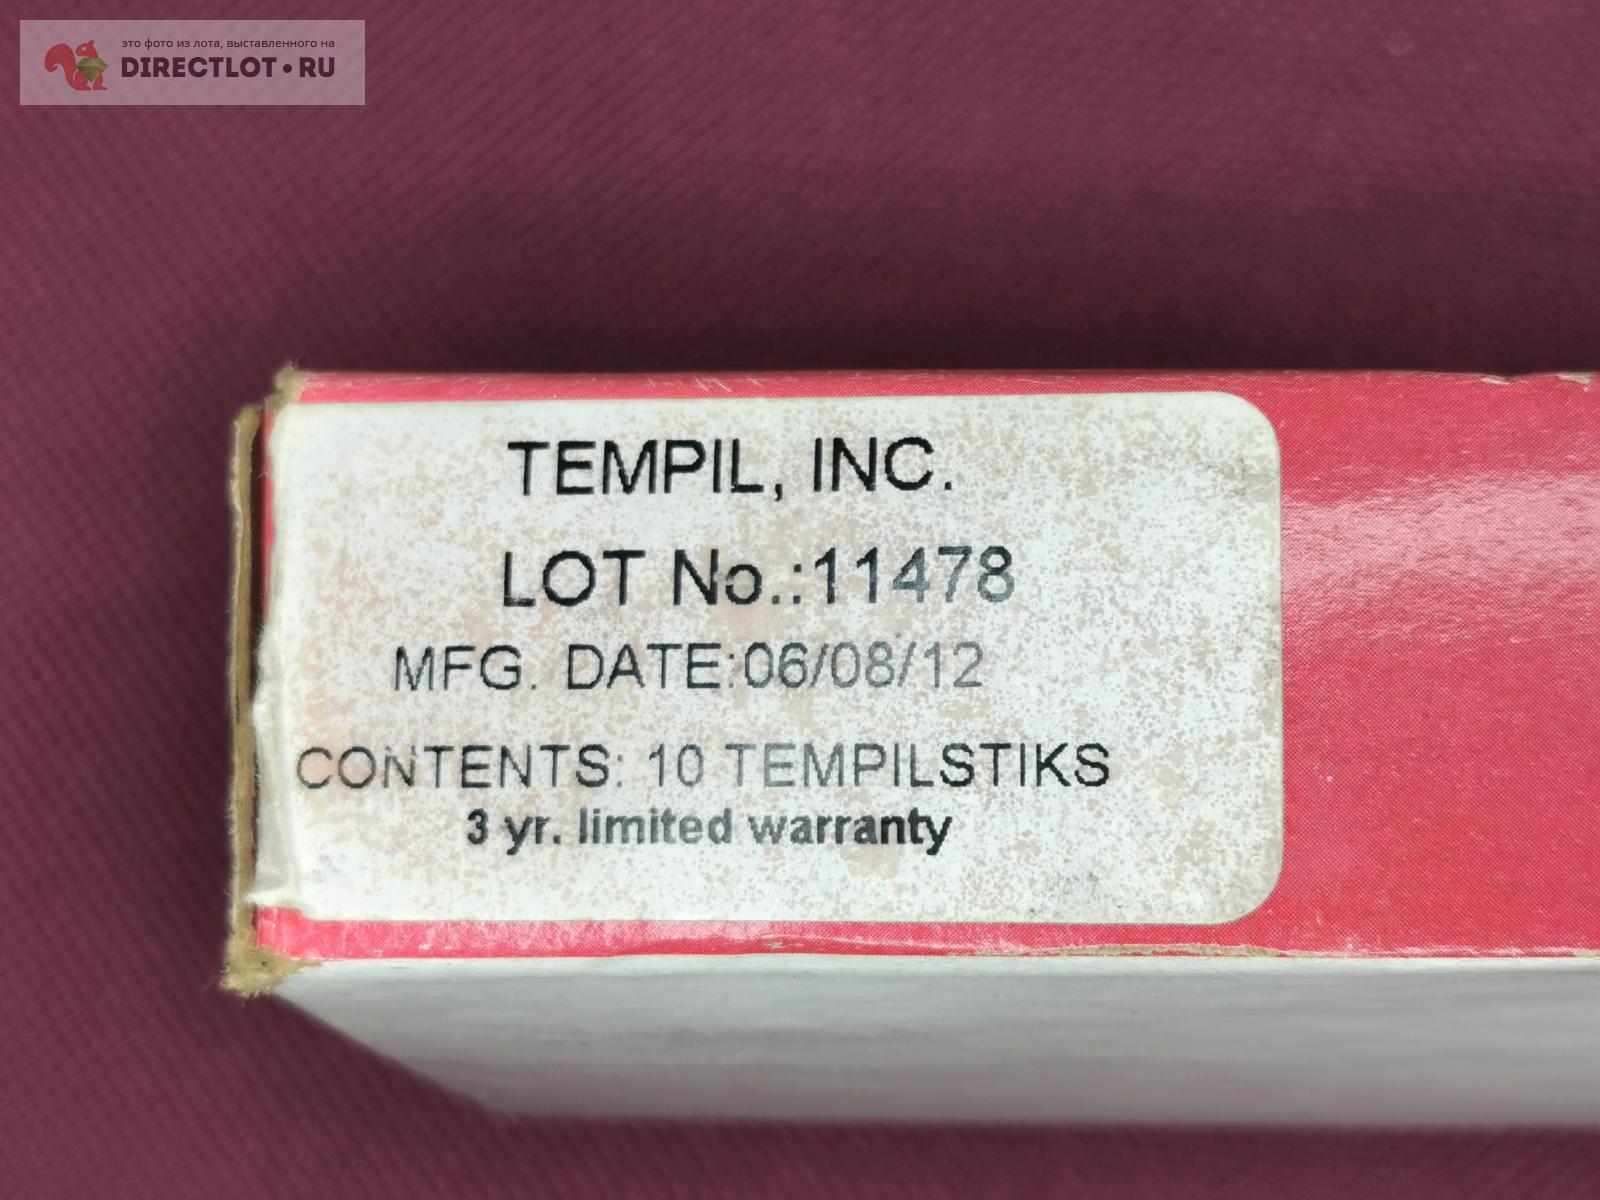 это фото из лота, выставленного на
DIRECTLOT•RU
TEMPIL, INC.
LOT No.:11478
MFG. DATE:06/08/12
CONTENTS: 10 TEMPILSTIKS
3 yr. limited warranty